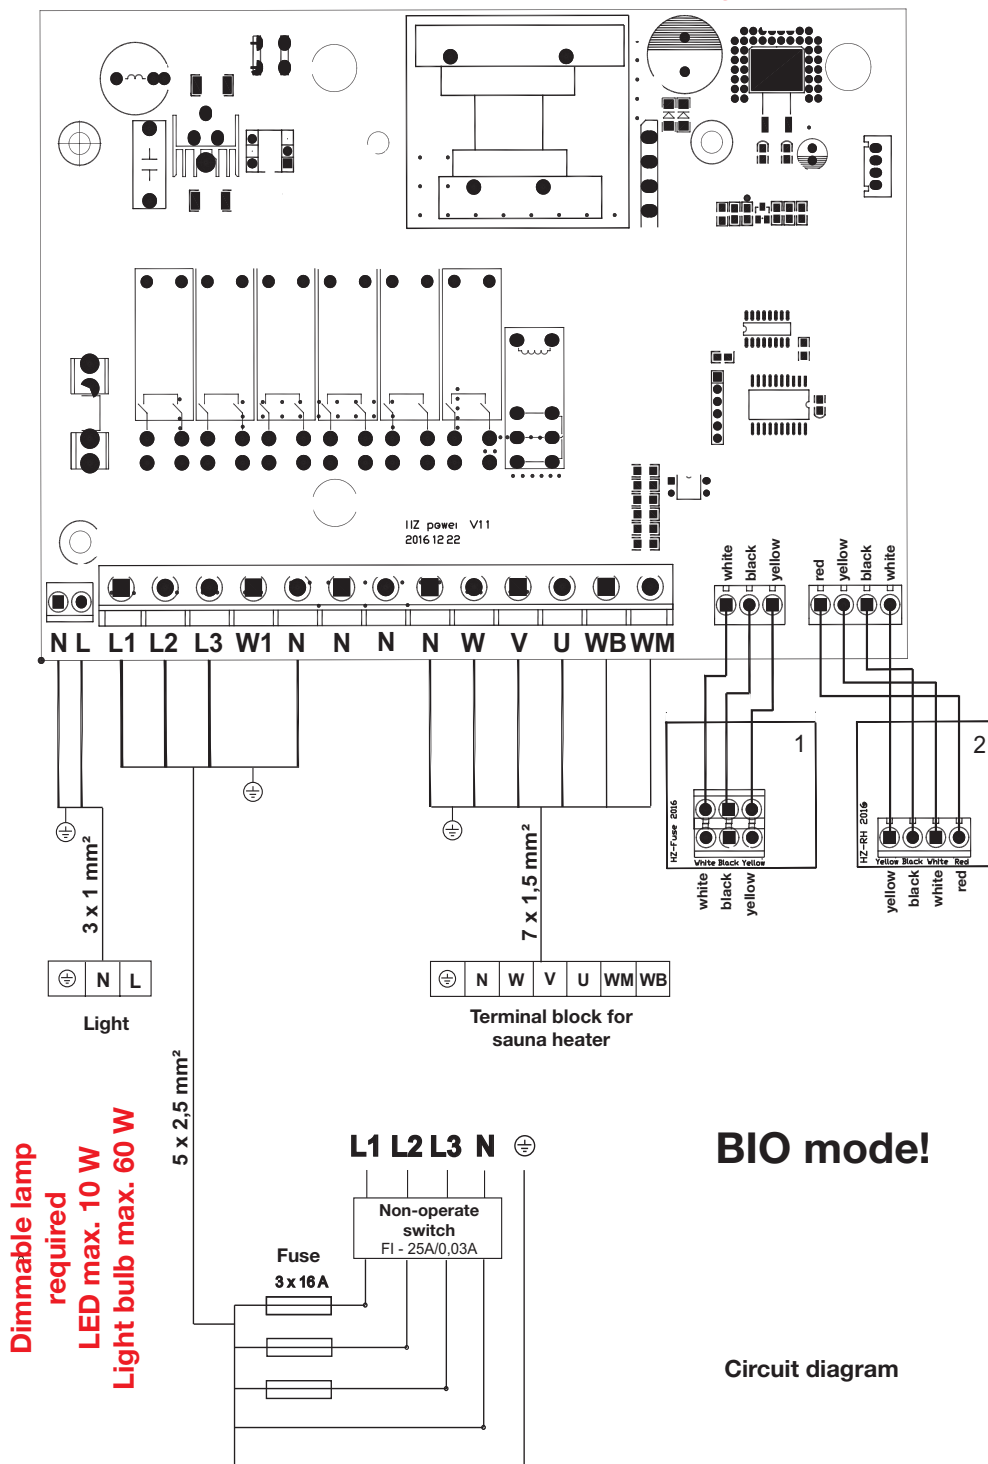 IIZ power V11
2016 12 22
white
black
yellow
red
yellow
black
white
N L L1 L2 L3 W1 N N N N W V U WB WM
1
HZ-Fuse 2016
White Black Yellow
white
black
yellow
2
HZ-RH 2016
Yellow Black White Red
yellow
black
white
red
3 x 1 mm²
7 x 1,5 mm²
N L
Light
N W V U WM WB
Terminal block for
sauna heater
5 x 2,5 mm²
Dimmable lamp
required
LED max. 10 W
Light bulb max. 60 W
L1 L2 L3 N
Non-operate
switch
FI - 25A/0,03A
Fuse
3 x 16 A
BIO mode!
Circuit diagram